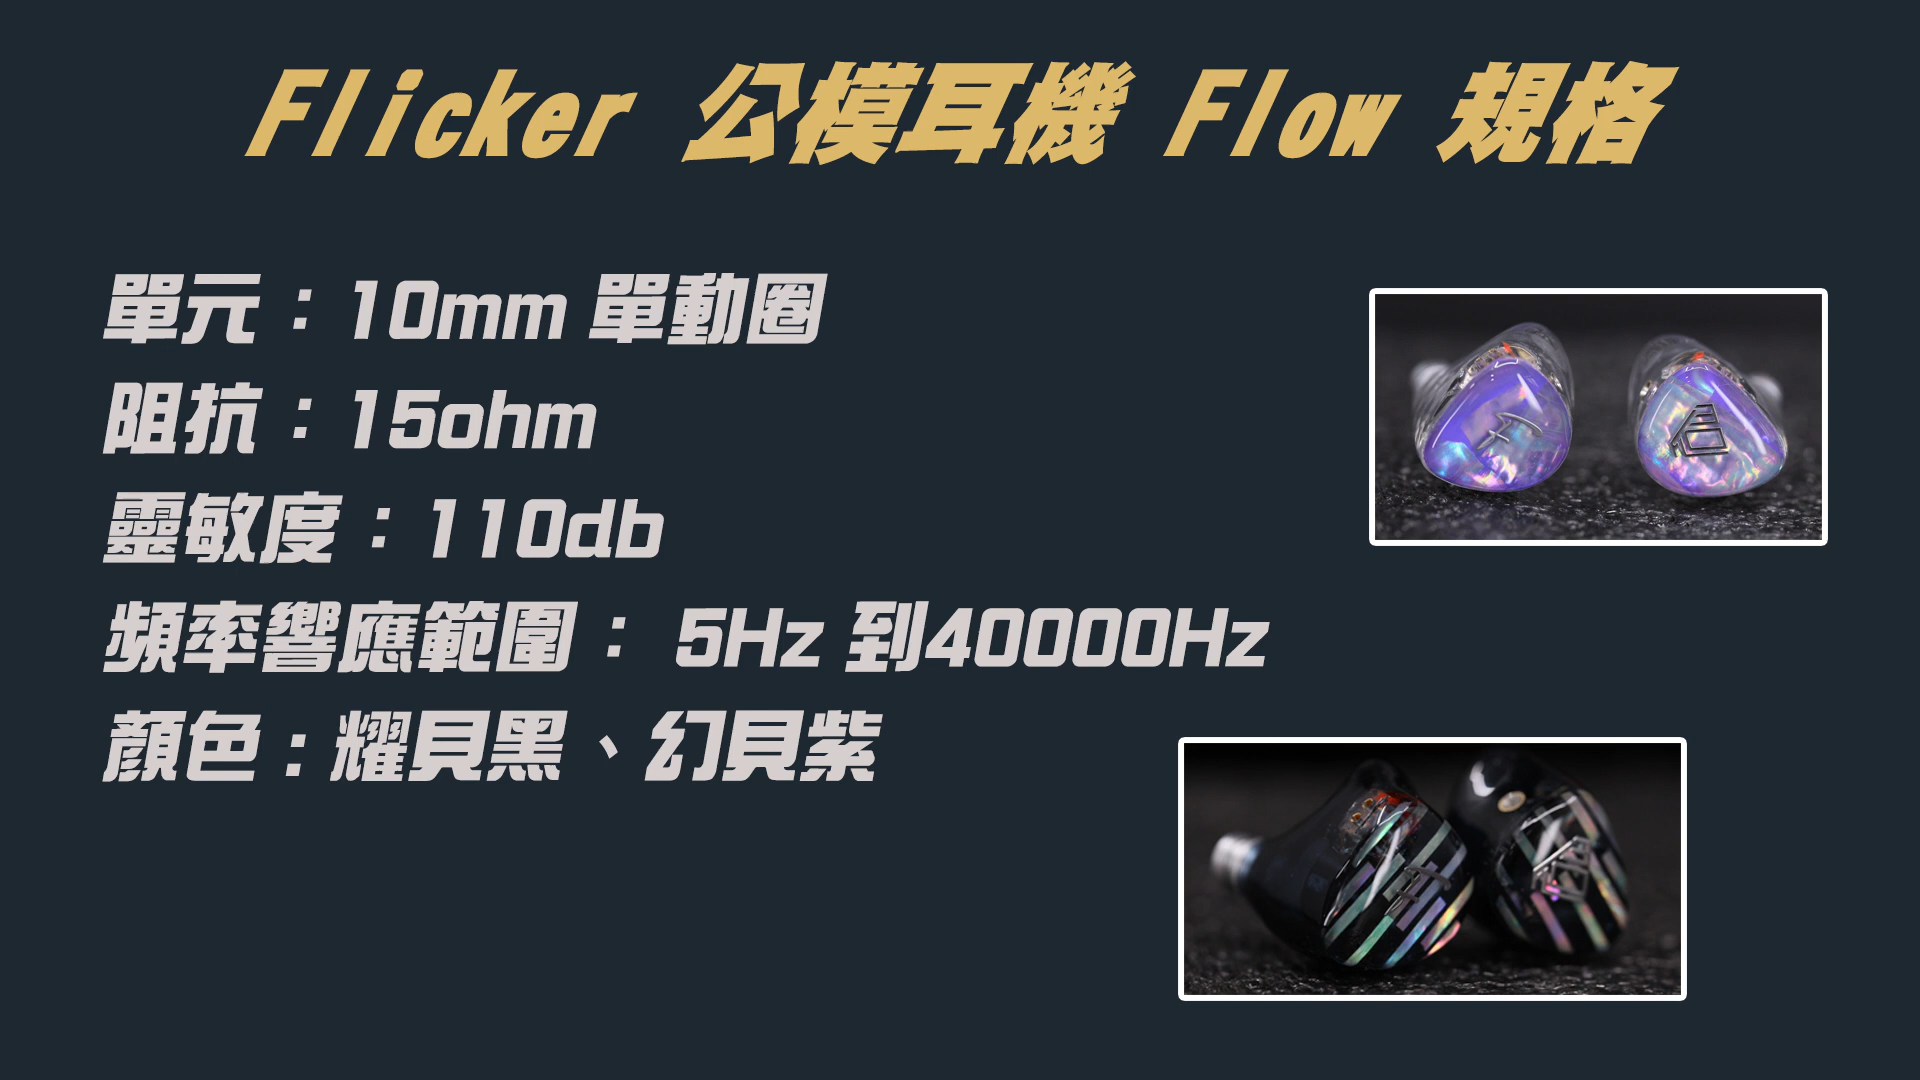 Flicker 公模耳機 Flow 規格
單元：10mm 單動圈
阻抗：15ohm
靈敏度：110db
頻率響應範圍： 5Hz 到40000Hz
顏色：耀貝黑、幻貝紫